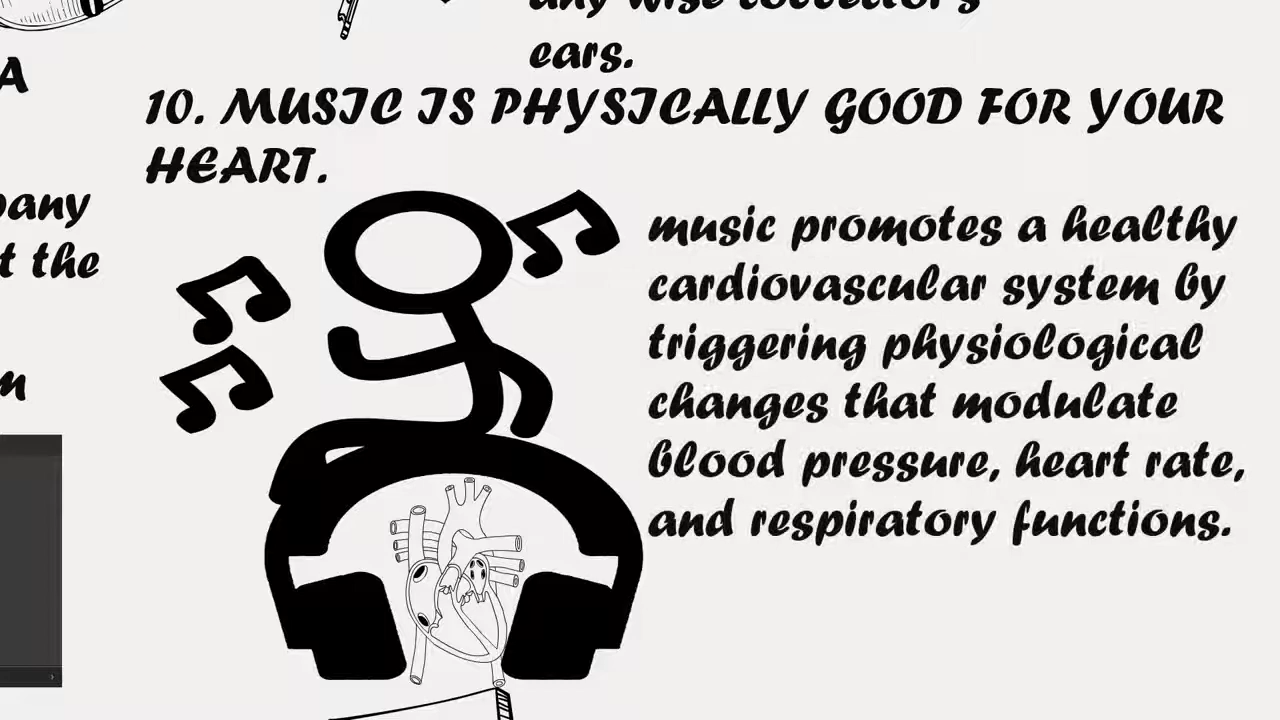 ears.
A
10. MUSIC IS PHYSICALLY GOOD FOR YOUR
HEART.
t the
music promotes a healthy
cardiovascular system by
triggering physiological
changes that modulate
blood pressure, heart rate,
and respiratory functions.